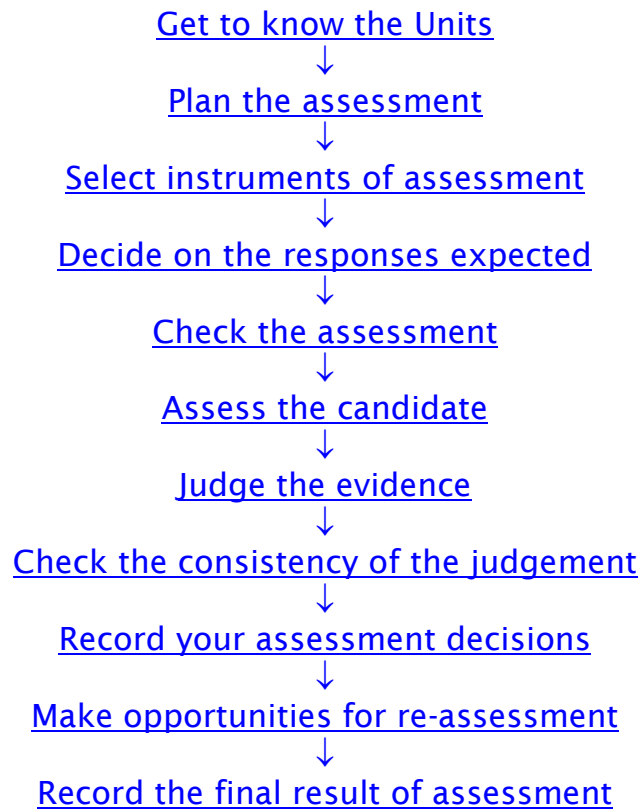 Get to know the Units
↓
Plan the assessment
↓
Select instruments of assessment
↓
Decide on the responses expected
↓
Check the assessment
↓
Assess the candidate
↓
Judge the evidence
↓
Check the consistency of the judgement
↓
Record your assessment decisions
↓
Make opportunities for re-assessment
↓
Record the final result of assessment